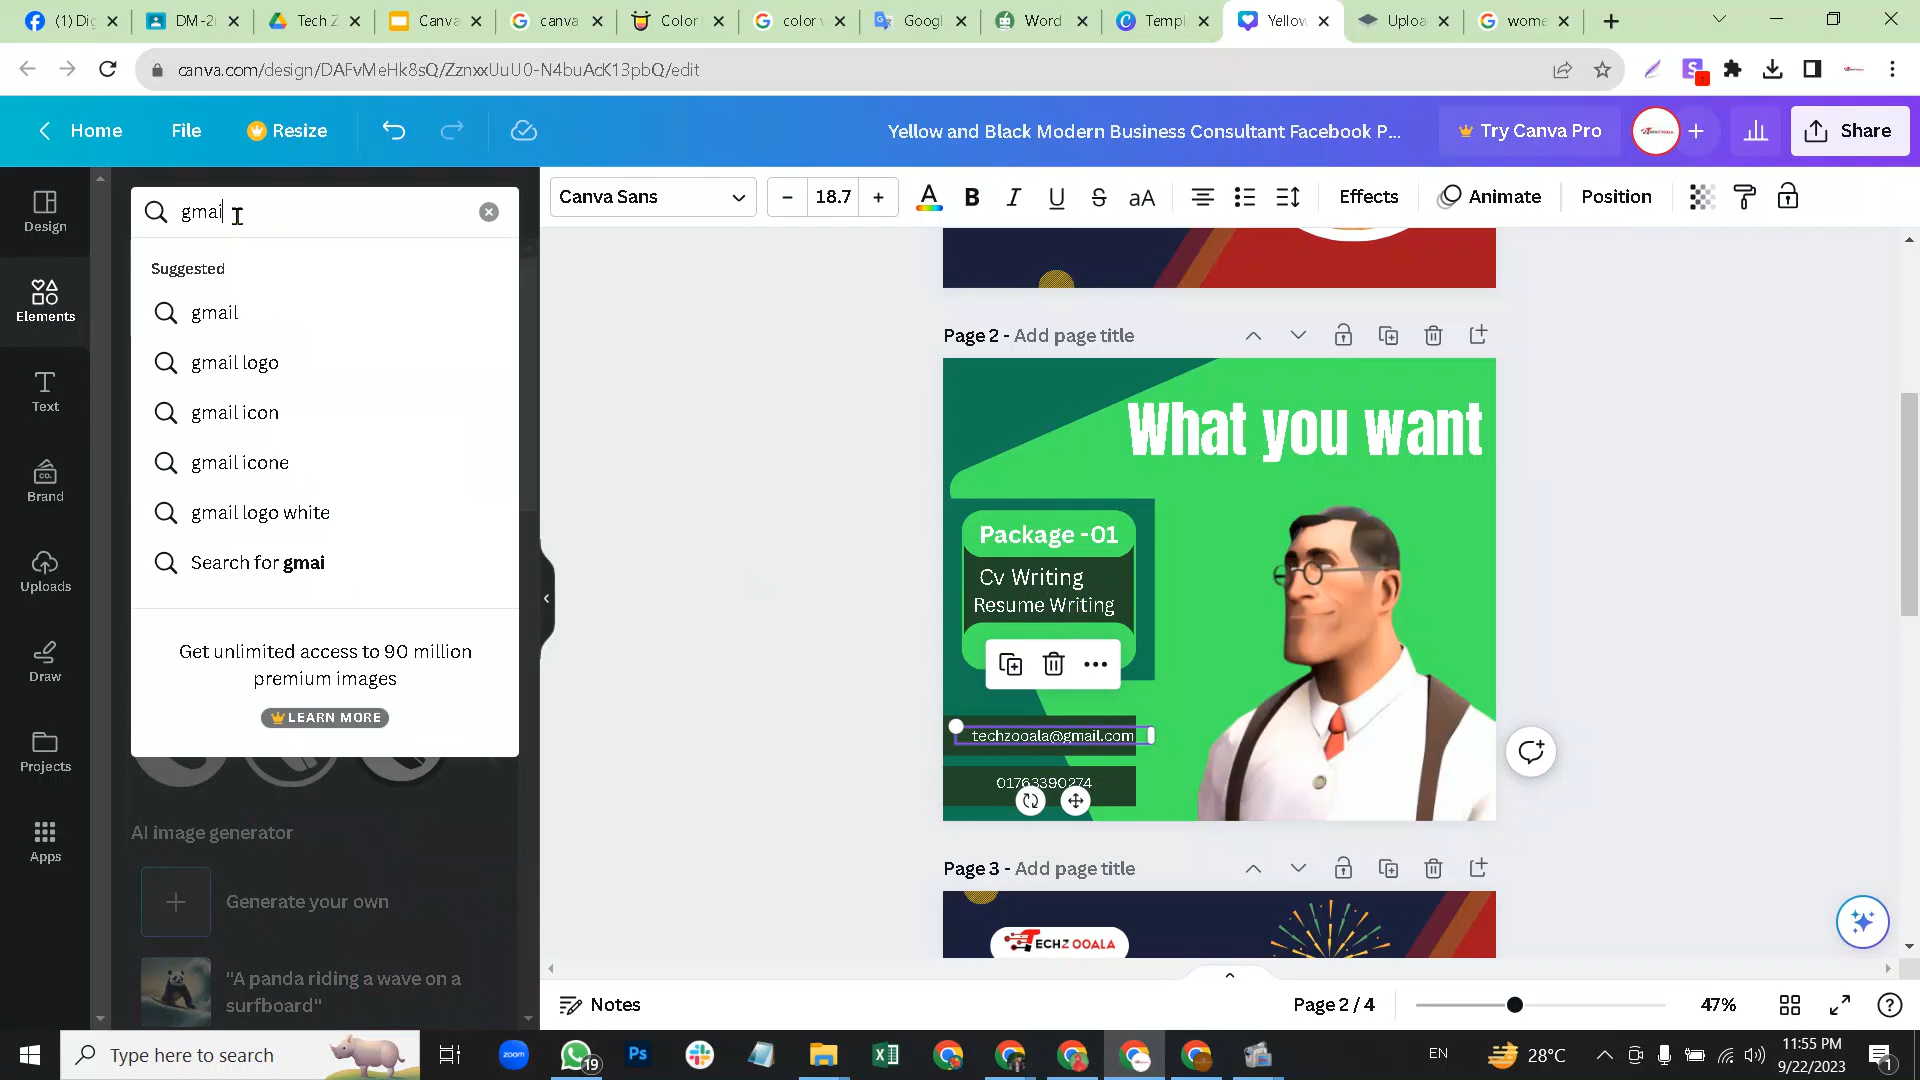 (1) Di
DM-2
Tech Z
Canva
canva
Color
color v
Googl
Word
Templ
Yellow
Uploa
wome
canva.com/design/DAFvMeHk8sQ/ZznxxUuU0-N4buAcK13pbQ/edit
Home
File
Resize
Yellow and Black Modern Business Consultant Facebook P...
Try Canva Pro
Share
Design
Elements
Text
Brand
Uploads
Draw
Projects
Apps
gmai
Suggested
gmail
gmail logo
gmail icon
gmail icone
gmail logo white
Search for gmai
Get unlimited access to 90 million
premium images
LEARN MORE
AI image generator
Generate your own
"A panda riding a wave on a
surfboard"
Canva Sans
18.7
Effects
Animate
Position
Page 2 - Add page title
What you want
Package -01
Cv Writing
Resume Writing
techzooala@gmail.com
01763390274
Page 3 - Add page title
TECHZ OOALA
Notes
Page 2 / 4
47%
Type here to search
zoom
19
EN
28°C
11:55 PM
9/22/2023
1